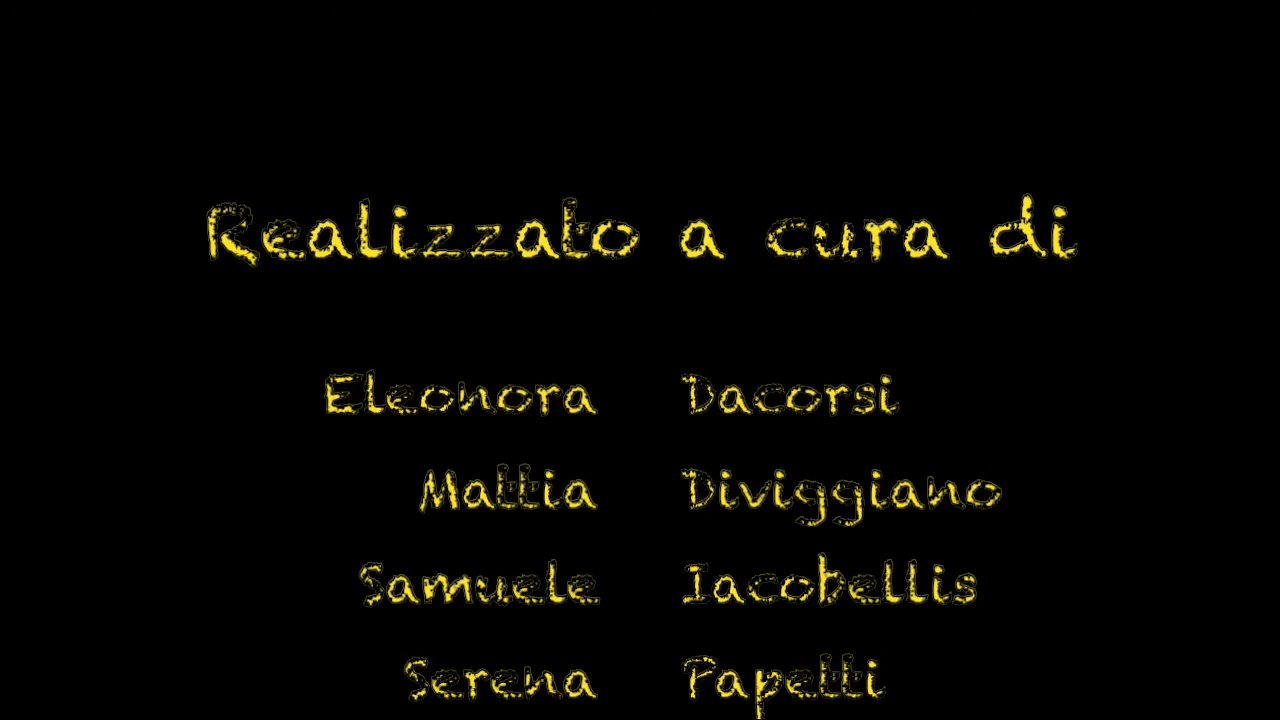 Realizzato a cura di
Eleonora Dacorsi
Mattia Diviggiano
Samuele Iacobellis
Serena Papetti